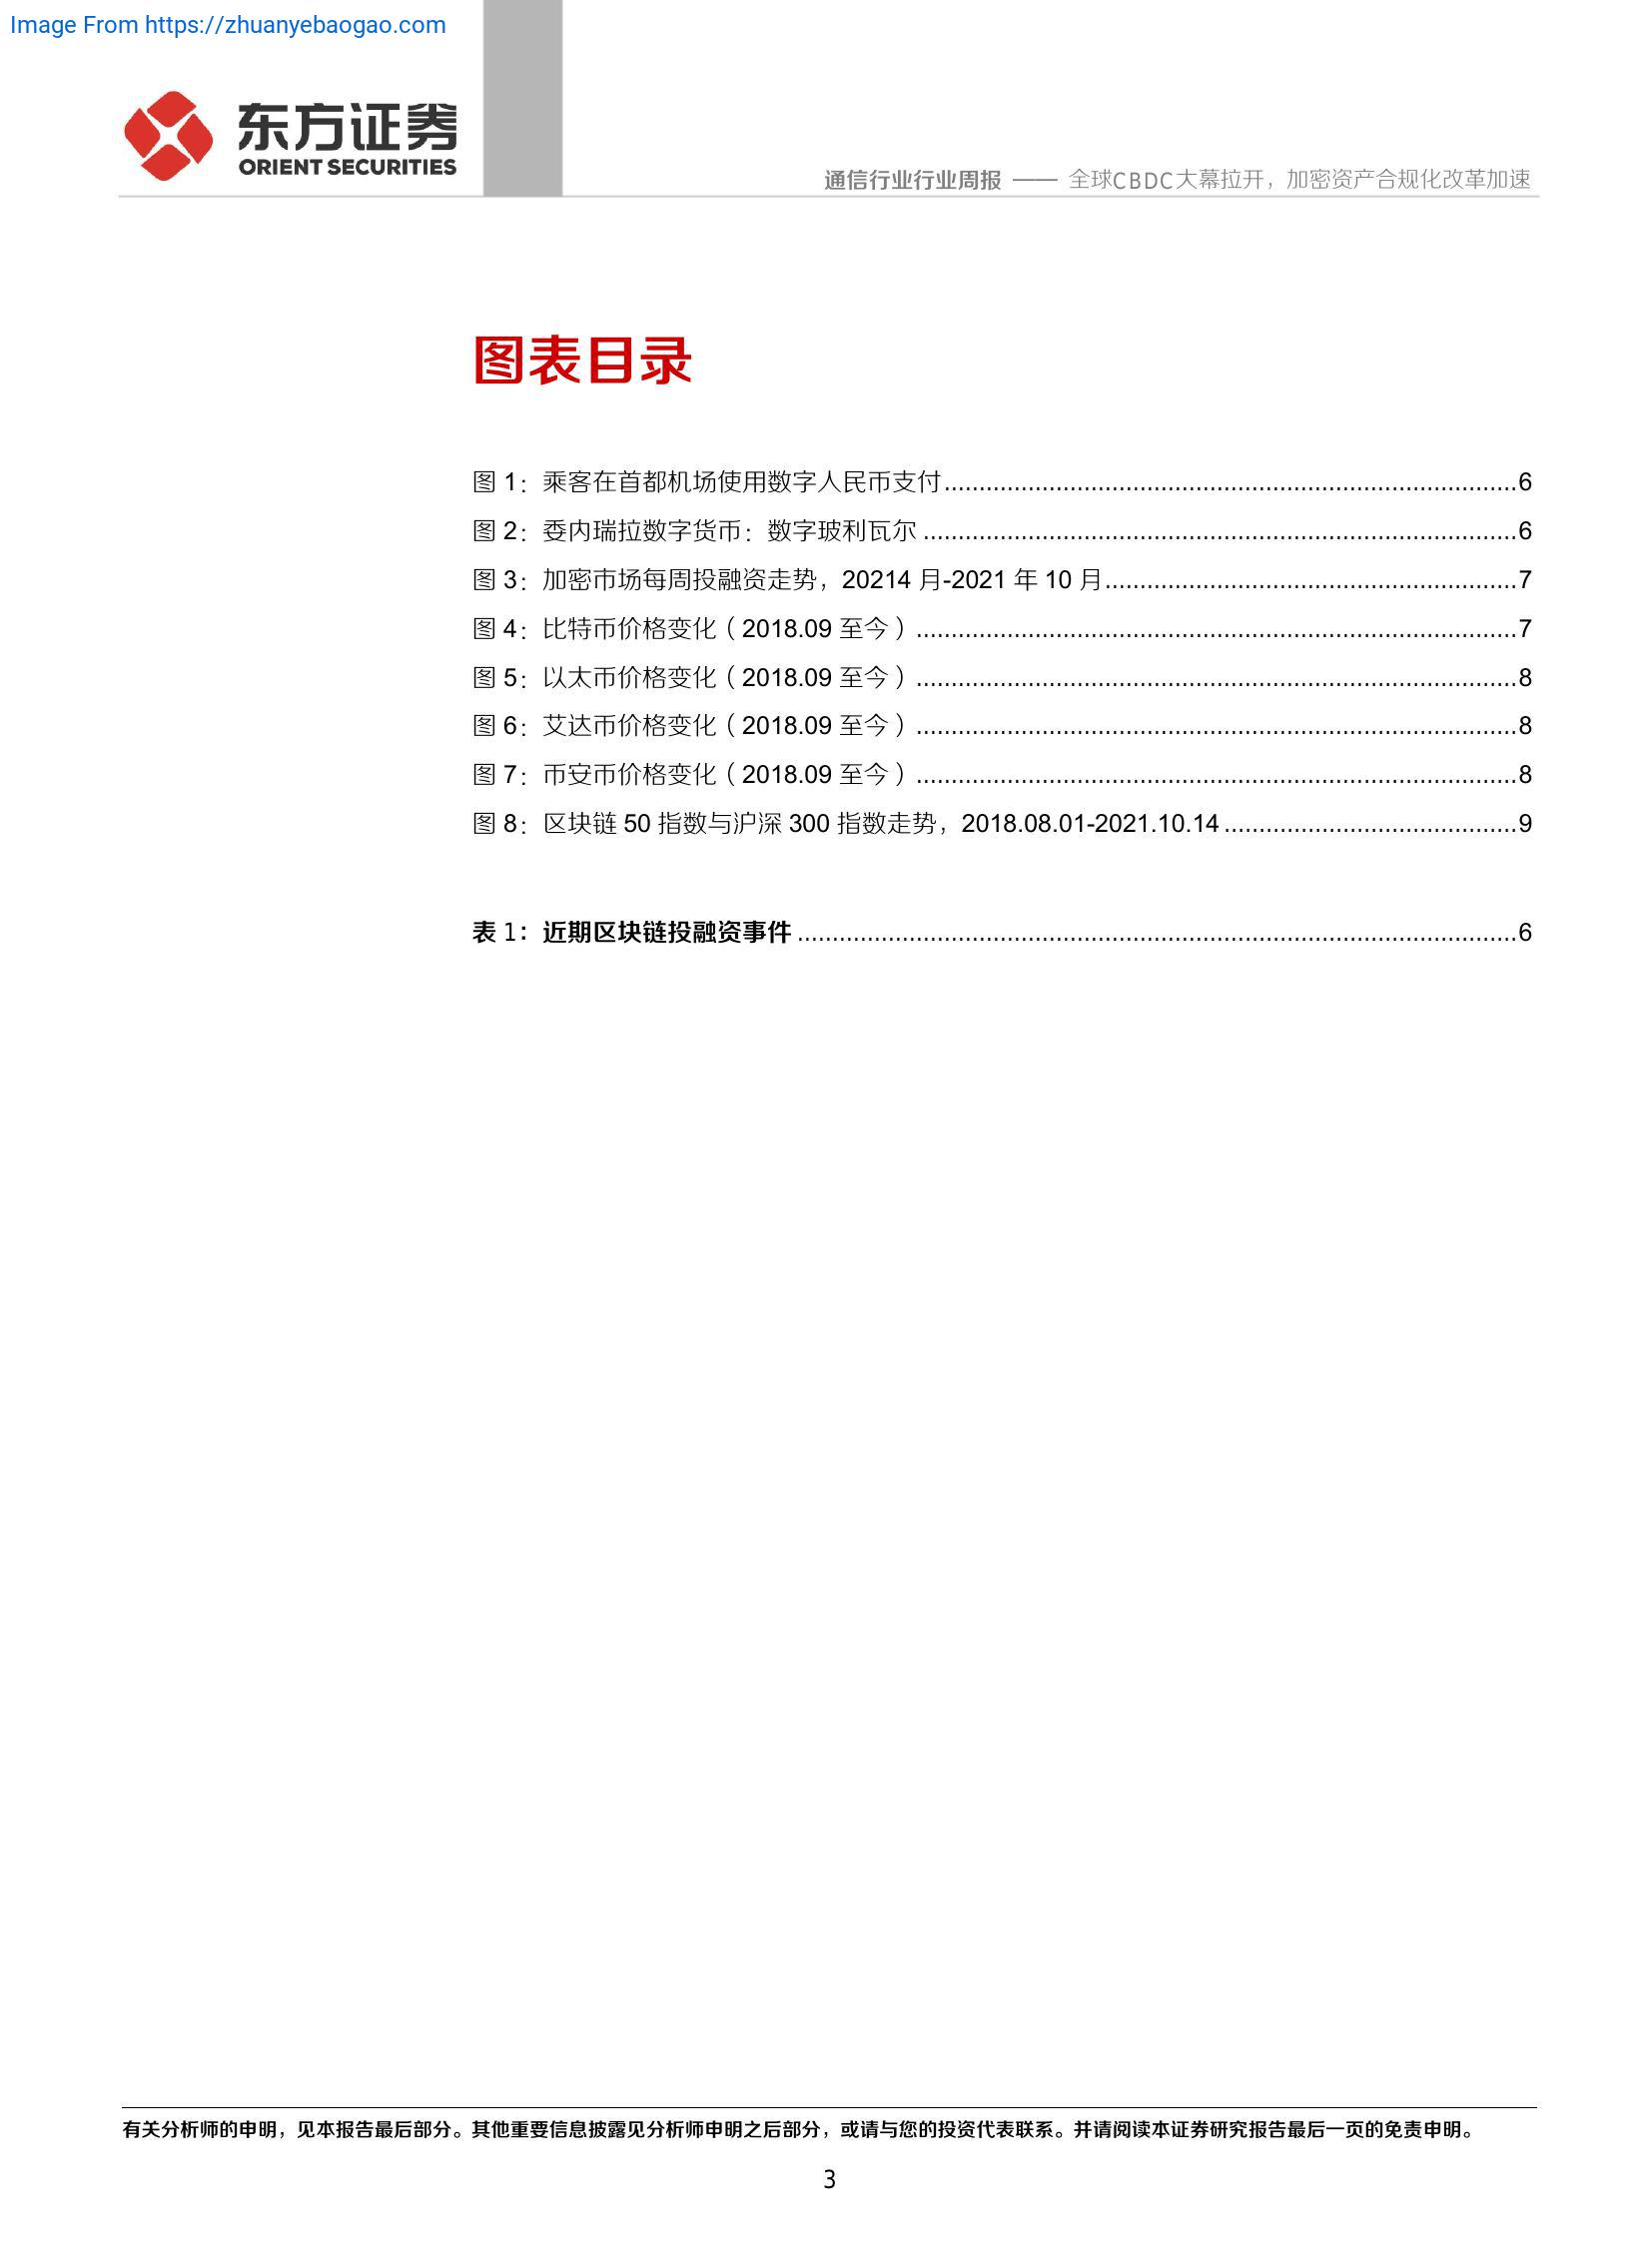 Image From https://zhuanyebaogao.com
东方证券
ORIENT SECURITIES
通信行业行业周报 —— 全球CBDC大幕拉开，加密资产合规化改革加速
图表目录
图 1：乘客在首都机场使用数字人民币支付....................6
图 2：委内瑞拉数字货币：数字玻利瓦尔....................6
图 3：加密市场每周投融资走势，20214 月-2021 年 10 月....................7
图 4：比特币价格变化（2018.09 至今）....................7
图 5：以太币价格变化（2018.09 至今）....................8
图 6：艾达币价格变化（2018.09 至今）....................8
图 7：币安币价格变化（2018.09 至今）....................8
图 8：区块链 50 指数与沪深 300 指数走势，2018.08.01-2021.10.14....................9
表 1：近期区块链投融资事件....................6
有关分析师的申明，见本报告最后部分。其他重要信息披露见分析师申明之后部分，或请与您的投资代表联系。并请阅读本证券研究报告最后一页的免责申明。
3